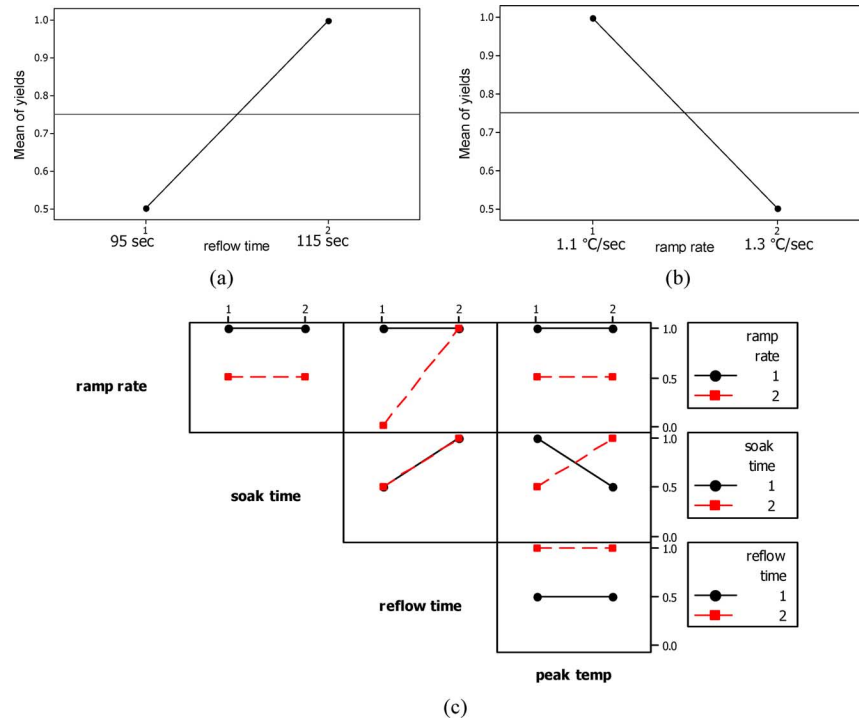 1.0
0.9
0.8
0.7
0.6
0.5
Mean of yields
1
2
95 sec
reflow time
115 sec
(a)
1.0
0.9
0.8
0.7
0.6
0.5
Mean of yields
1
2
1.1 °C/sec
ramp rate
1.3 °C/sec
(b)
1 2 1 2 1 2
ramp rate
1.0
0.5
0.0
ramp
rate
1
2
soak time
1.0
0.5
0.0
soak
time
1
2
reflow time
1.0
0.5
0.0
reflow
time
1
2
peak temp
(c)